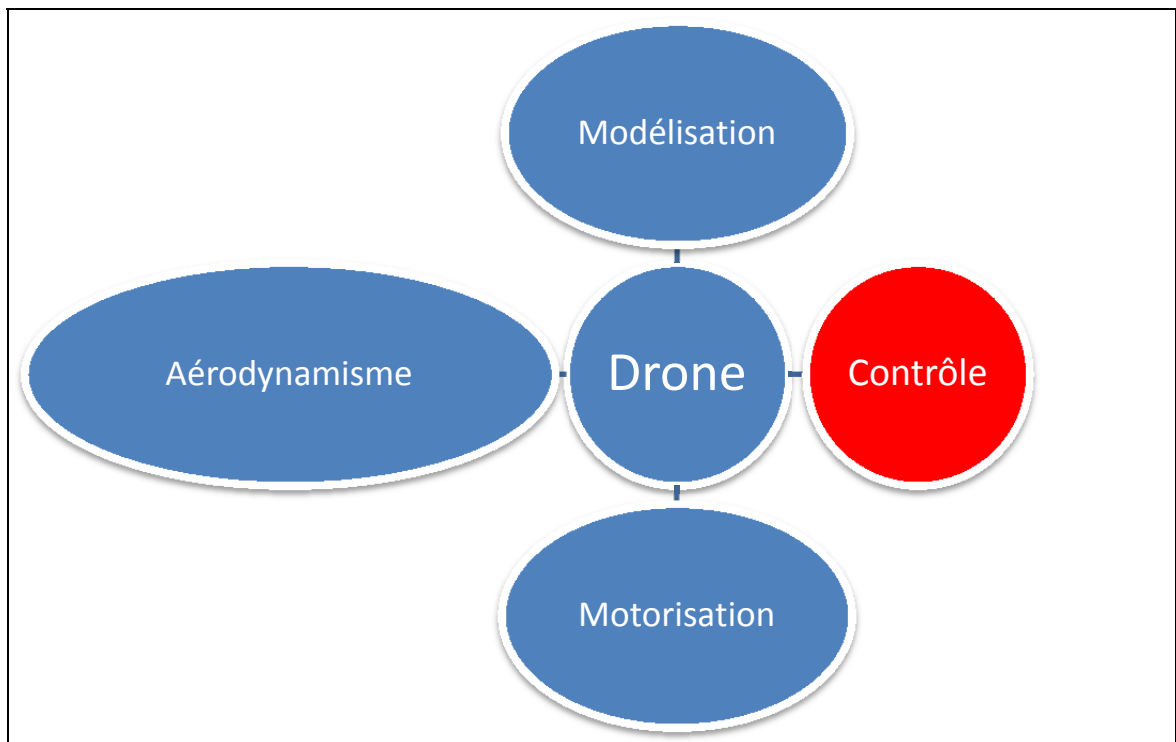 Modélisation
Aérodynamisme
Drone
Contrôle
Motorisation